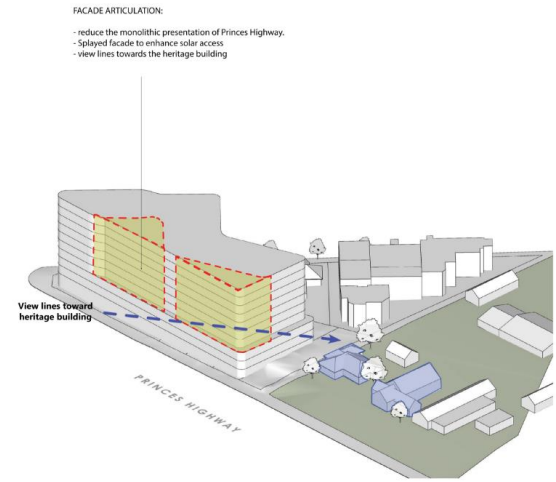 FACADE ARTICULATION:
- reduce the monolithic presentation of Princes Highway.
- Splayed facade to enhance solar access
- view lines towards the heritage building
View lines toward
heritage building
PRINCES HIGHWAY